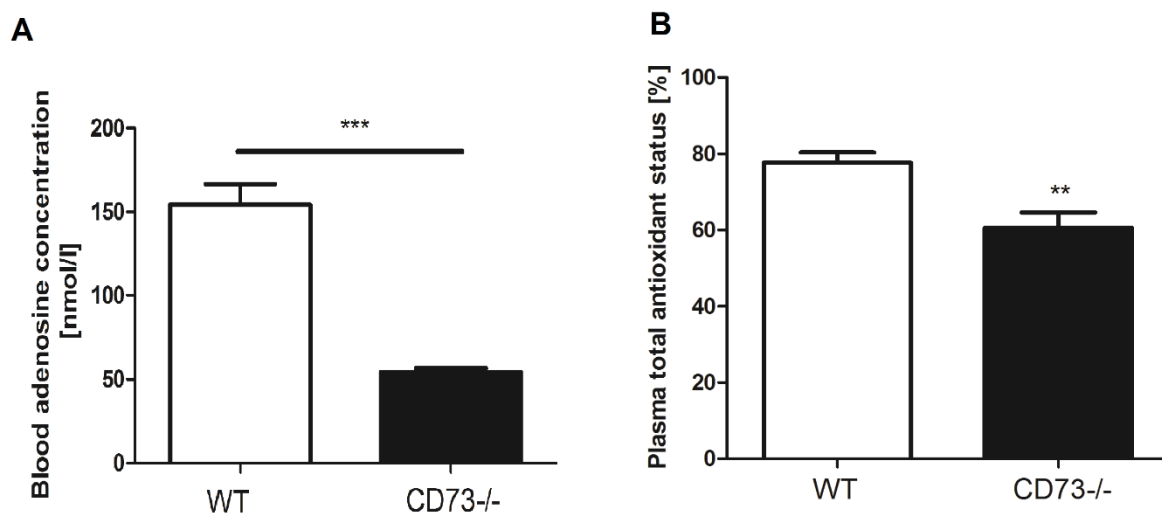 A
Blood adenosine concentration
[nmol/l]
200
150
100
50
0
***
WT
CD73-/-
B
Plasma total antioxidant status [%]
100
80
60
40
20
0
**
WT
CD73-/-